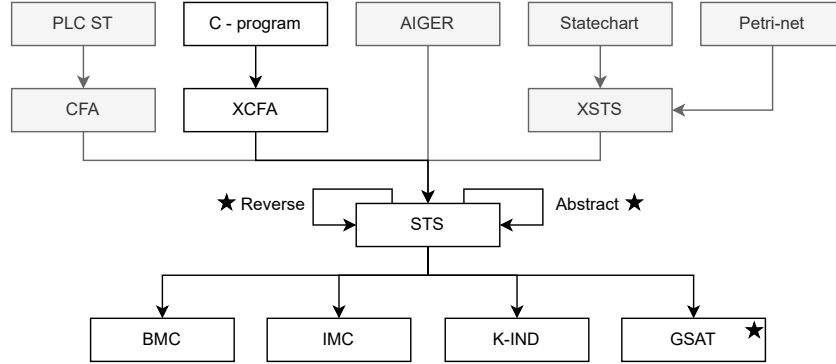 PLC ST
C - program
AIGER
Statechart
Petri-net
CFA
XCFA
XSTS
★ Reverse
Abstract ★
STS
BMC
IMC
K-IND
GSAT ★